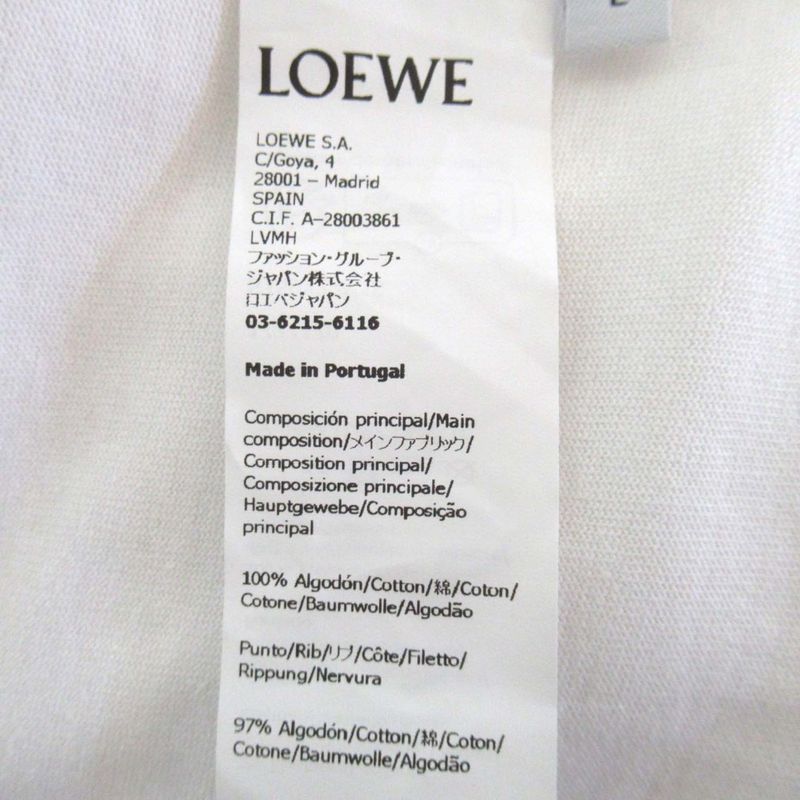 L
LOEWE
LOEWE S.A.
C/Goya, 4
28001 – Madrid
SPAIN
C.I.F. A–28003861
LVMH
ファッション・グループ・
ジャパン株式会社
ロエベジャパン
03-6215-6116
Made in Portugal
Composición principal/Main
composition/メインファブリック/
Composition principal/
Composizione principale/
Hauptgewebe/Composição
principal
100% Algodón/Cotton/綿/Coton/
Cotone/Baumwolle/Algodão
Punto/Rib/リブ/Côte/Filetto/
Rippung/Nervura
97% Algodón/Cotton/綿/Coton/
Cotone/Baumwolle/Algodão